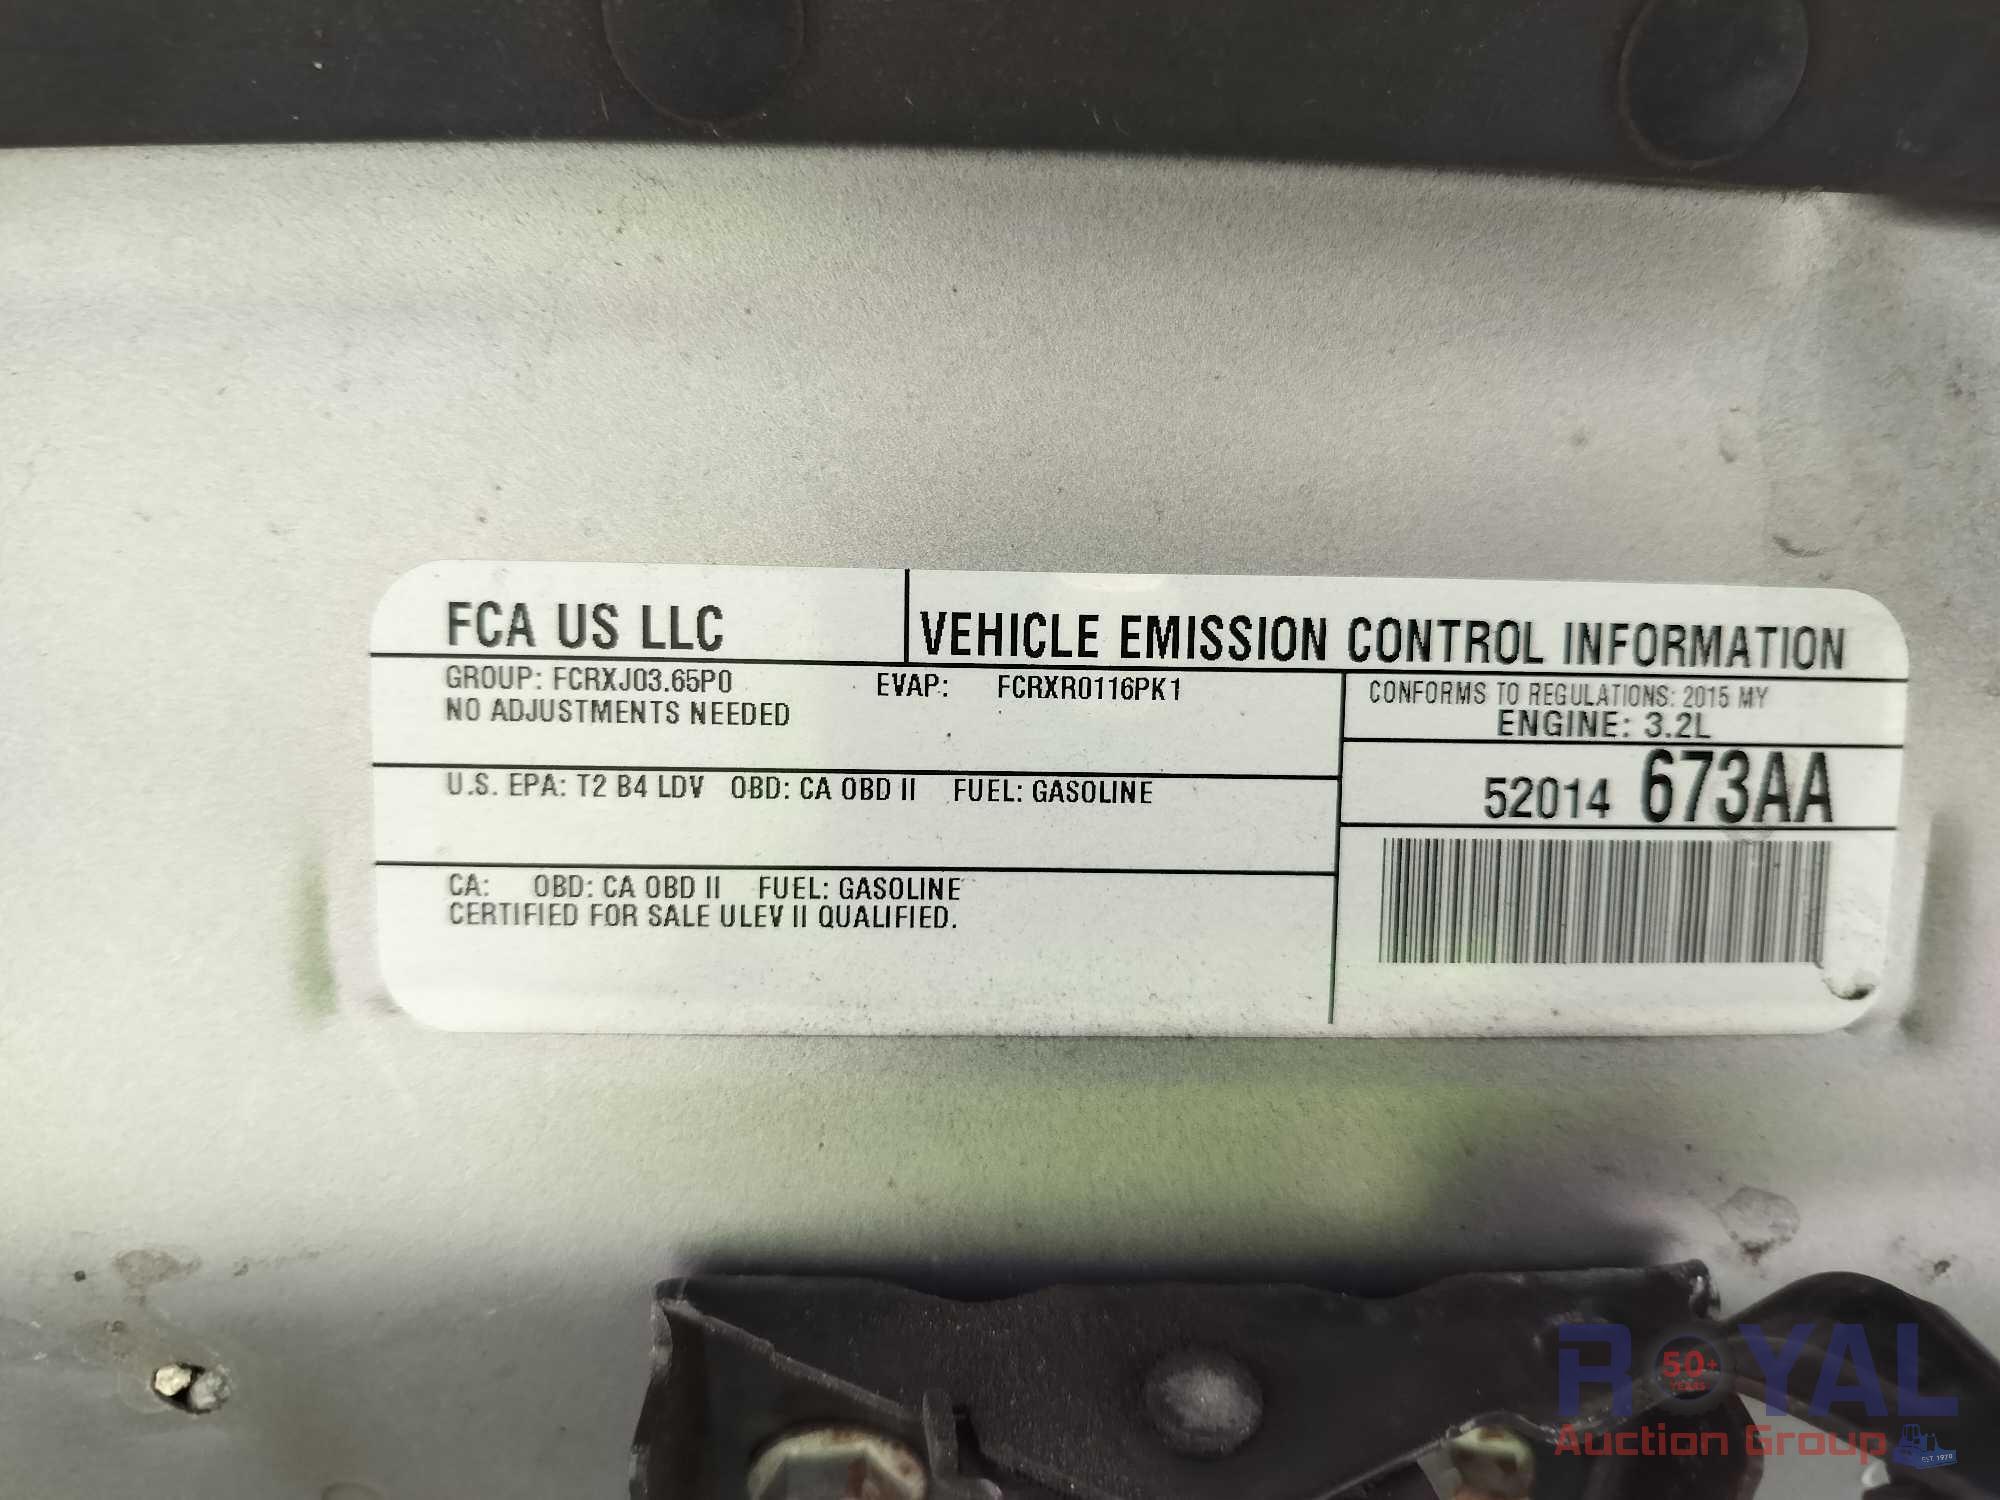 FCA US LLC
VEHICLE EMISSION CONTROL INFORMATION
GROUP: FCRXJ03.65P0 EVAP: FCRXR0116PK1
NO ADJUSTMENTS NEEDED
CONFORMS TO REGULATIONS: 2015 MY
ENGINE: 3.2L
52014 673AA
U.S. EPA: T2 B4 LDV OBD: CA OBD II FUEL: GASOLINE
CA: OBD: CA OBD II FUEL: GASOLINE
CERTIFIED FOR SALE ULEV II QUALIFIED.
ROYAL
50+
YEARS
Auction Group
EST. 1970